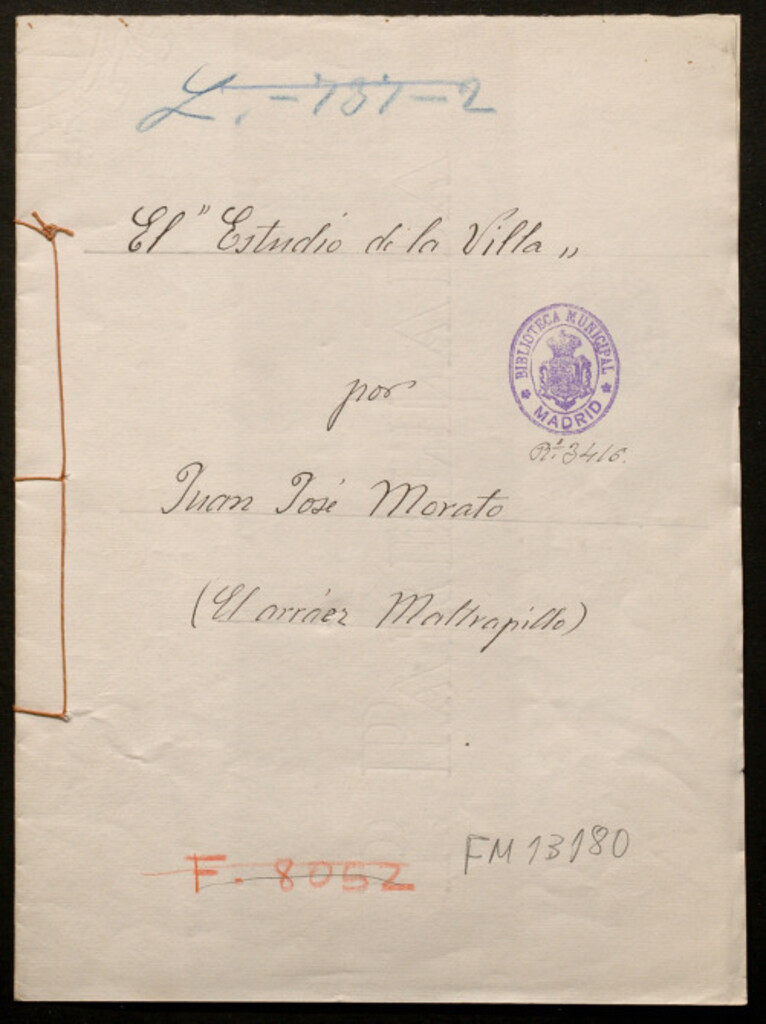 L. - 737 - 2
El "Estudio de la Villa„
BIBLIOTECA MUNICIPAL
MADRID
Rº. 3416.
por
Juan José Morato
(El arráez Maltrapillo)
FM 13180
F. 8052